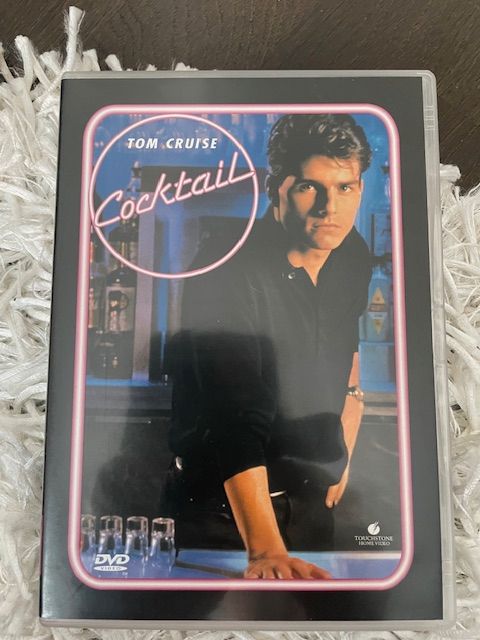 TOM CRUISE
Cocktail
DVD
VIDEO
TOUCHSTONE
HOME VIDEO